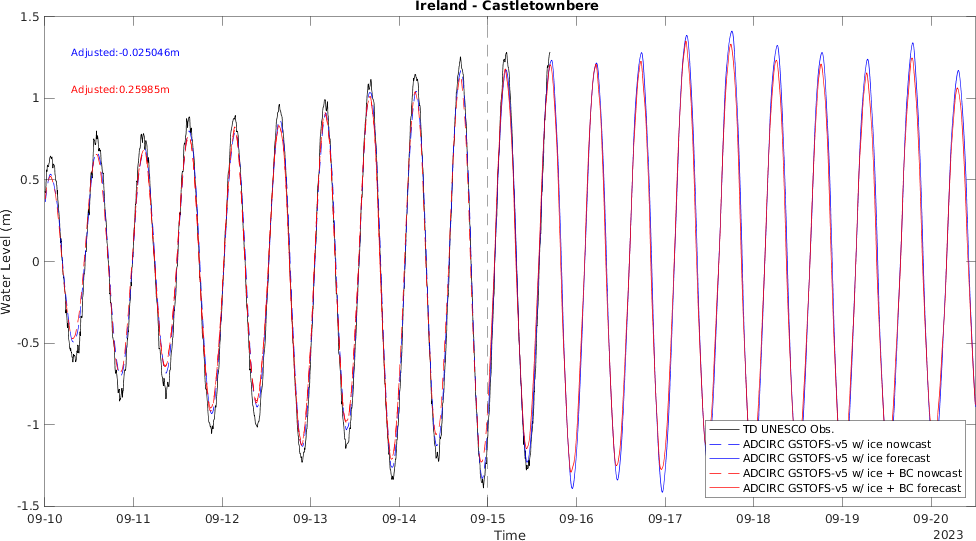 Ireland - Castletownbere
1.5
1
0.5
0
-0.5
-1
-1.5
Water Level (m)
Adjusted:-0.025046m
Adjusted:0.25985m
TD UNESCO Obs.
ADCIRC GSTOFS-v5 w/ ice nowcast
ADCIRC GSTOFS-v5 w/ ice forecast
ADCIRC GSTOFS-v5 w/ ice + BC nowcast
ADCIRC GSTOFS-v5 w/ ice + BC forecast
09-10 09-11 09-12 09-13 09-14 09-15 09-16 09-17 09-18 09-19 09-20
Time
2023